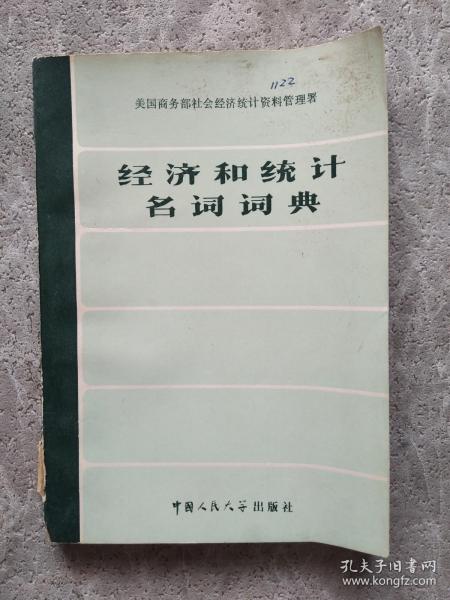 1122
美国商务部社会经济统计资料管理署
经济和统计
名词词典
中国人民大学出版社
孔夫子旧书网
www.kongfz.com